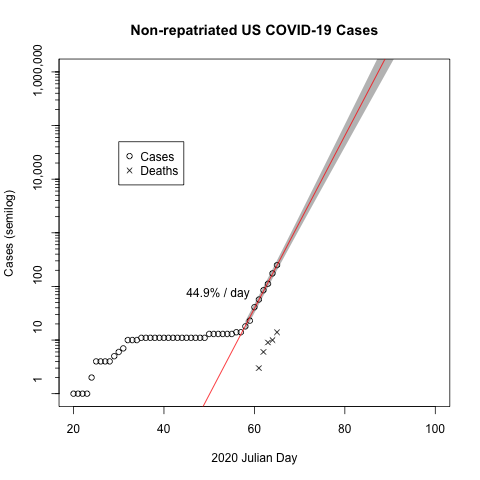 Non-repatriated US COVID-19 Cases
Cases (semilog)
1,000,000
10,000
100
10
1
Cases
Deaths
44.9% / day
20 40 60 80 100
2020 Julian Day